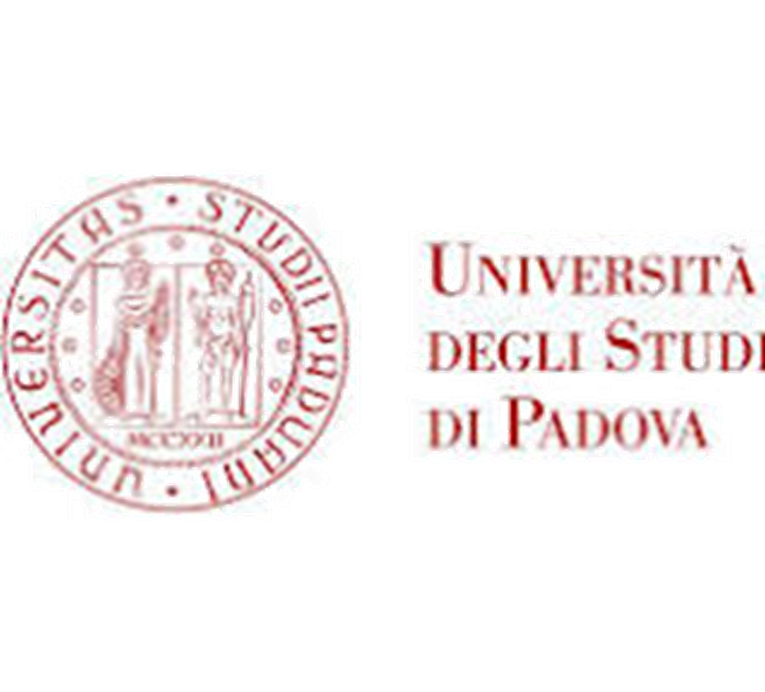 UNIVERSITAS • STUDII PADUANI •
MCCXXII
UNIVERSITÀ
DEGLI STUDI
DI PADOVA